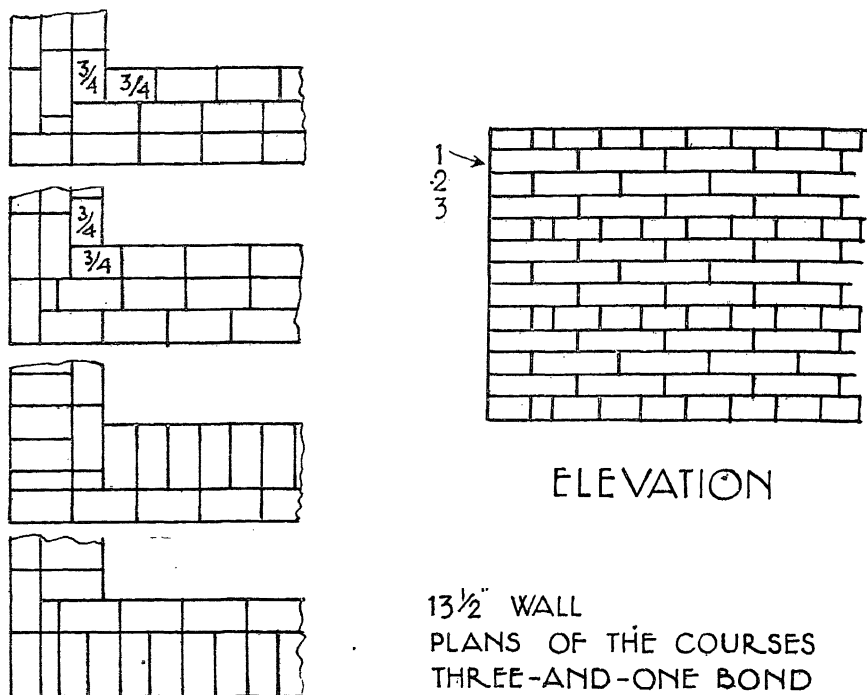 3/4 3/4
3/4
3/4
1
2
3
ELEVATION
13½" WALL
PLANS OF THE COURSES
THREE-AND-ONE BOND